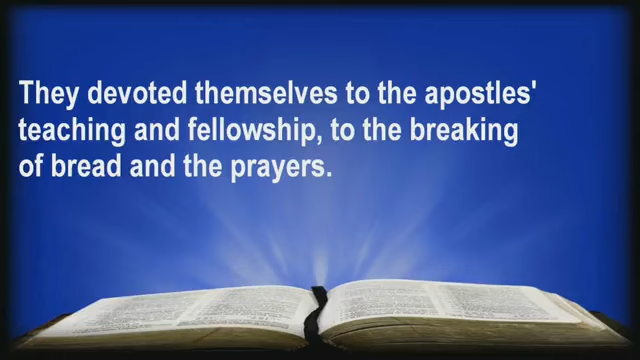 They devoted themselves to the apostles'
teaching and fellowship, to the breaking
of bread and the prayers.